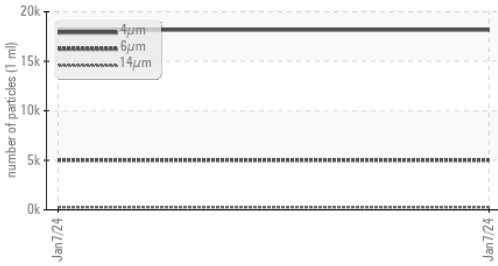 20k
15k
10k
5k
0k
number of particles (1 ml)
4µm
6µm
14µm
Jan7/24
Jan7/24